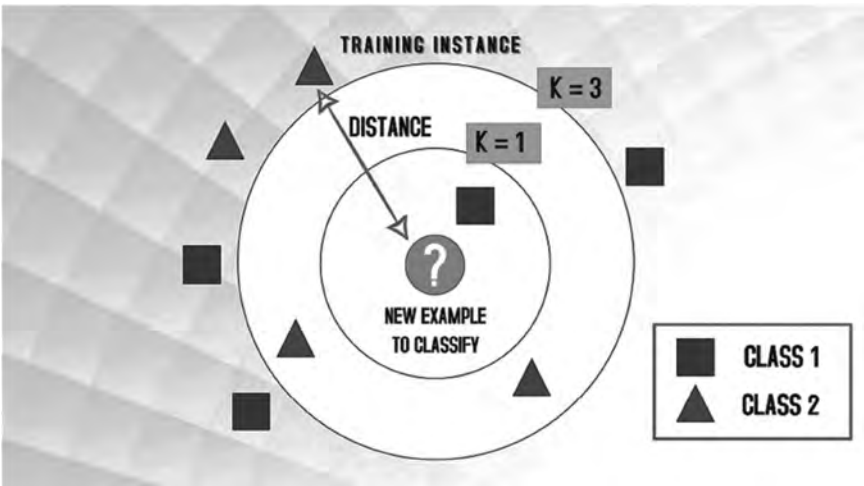 TRAINING INSTANCE
K = 3
DISTANCE
K = 1
?
NEW EXAMPLE
TO CLASSIFY
CLASS 1
CLASS 2